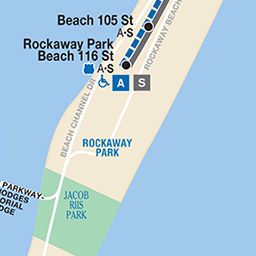 Beach 105 St
A•S
Rockaway Park
Beach 116 St
A•S
A S
ROCKAWAY BEACH
BEACH CHANNEL DR
ROCKAWAY
PARK
PARKWAY
HODGES
ORIAL
DGE
JACOB
RIIS
PARK